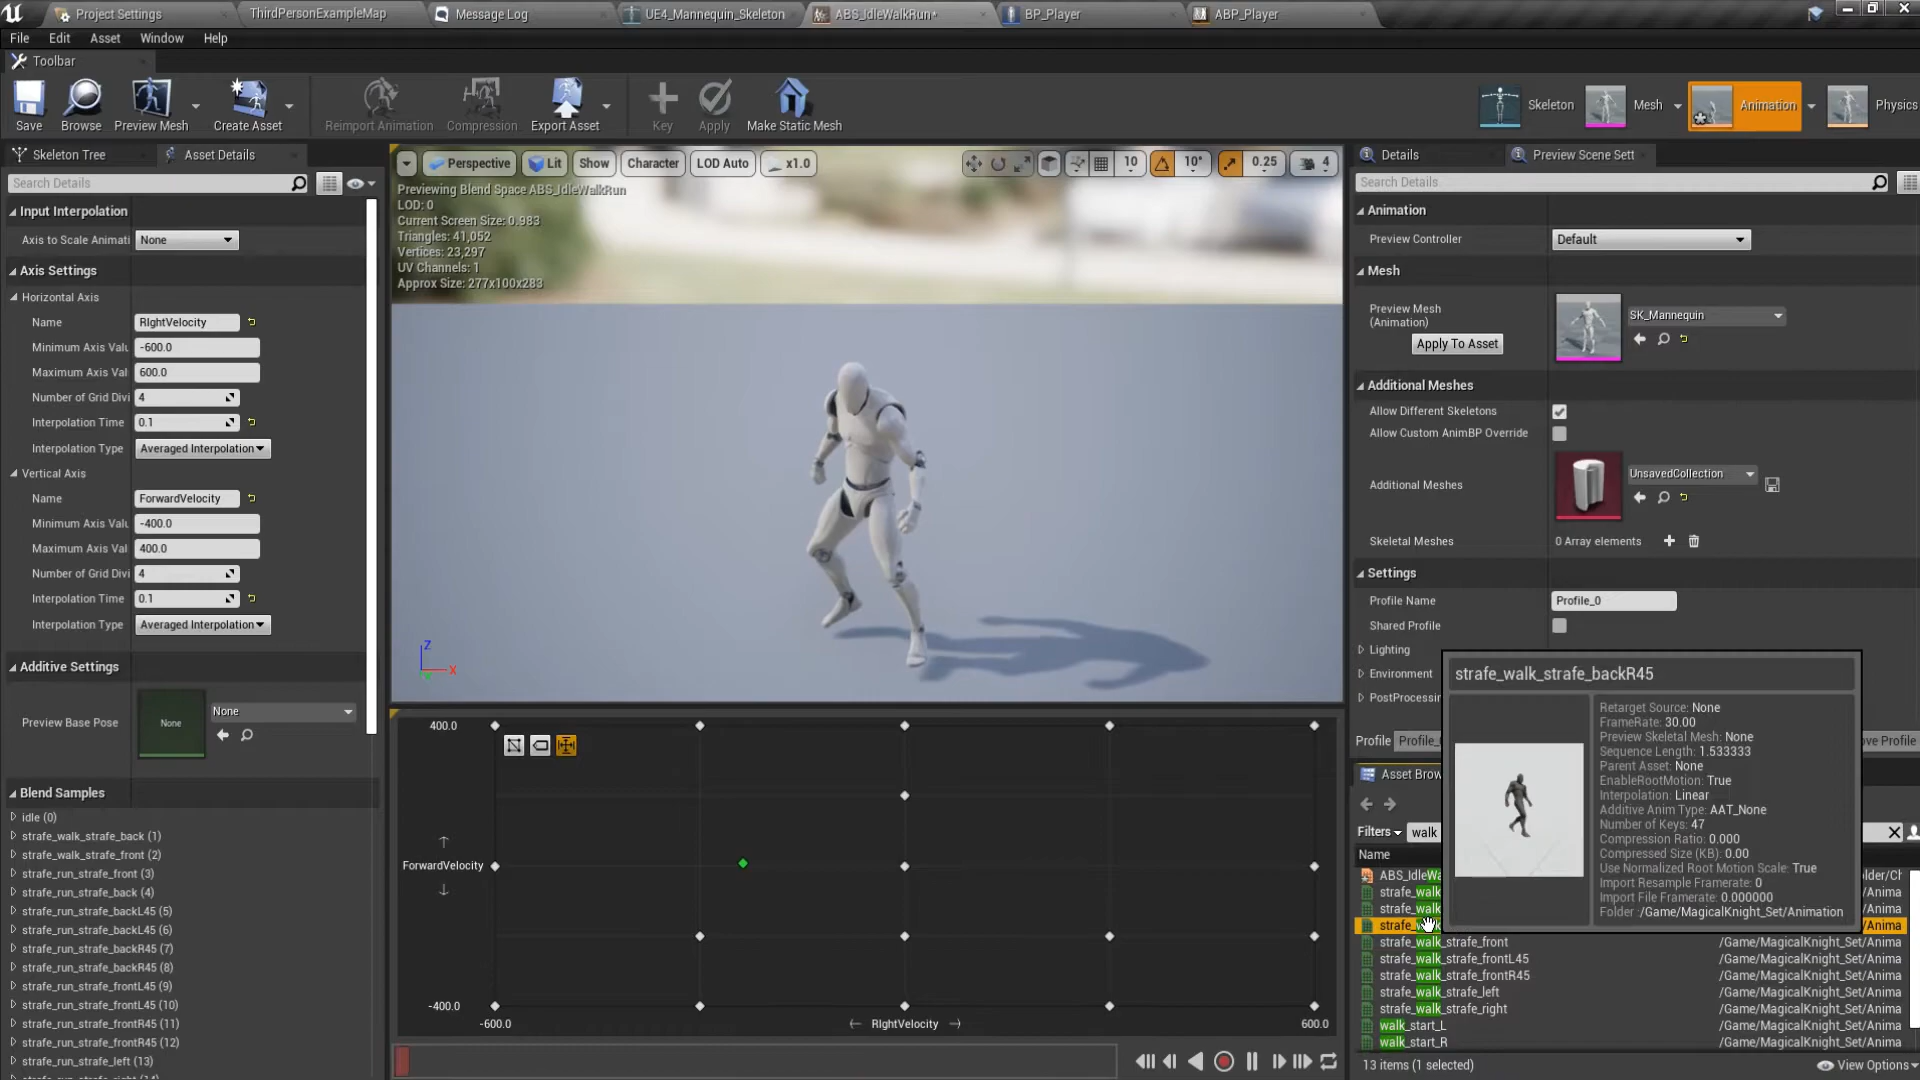 Project Settings
ThirdPersonExampleMap
Message Log
UE4_Mannequin_Skeleton
ABS_IdleWalkRun*
BP_Player
ABP_Player
File Edit Asset Window Help
Toolbar
Save
Browse
Preview Mesh
Create Asset
Reimport Animation
Compression
Export Asset
Key
Apply
Make Static Mesh
Skeleton
Mesh
Animation
Physics
Skeleton Tree
Asset Details
Search Details
Input Interpolation
Axis to Scale Animati None
Axis Settings
Horizontal Axis
Name RIghtVelocity
Minimum Axis Valu -600.0
Maximum Axis Val 600.0
Number of Grid Divi 4
Interpolation Time 0.1
Interpolation Type Averaged Interpolation
Vertical Axis
Name ForwardVelocity
Minimum Axis Valu -400.0
Maximum Axis Val 400.0
Number of Grid Divi 4
Interpolation Time 0.1
Interpolation Type Averaged Interpolation
Additive Settings
Preview Base Pose None None
Blend Samples
idle (0)
strafe_walk_strafe_back (1)
strafe_walk_strafe_front (2)
strafe_run_strafe_front (3)
strafe_run_strafe_back (4)
strafe_run_strafe_backL45 (5)
strafe_run_strafe_backL45 (6)
strafe_run_strafe_backR45 (7)
strafe_run_strafe_backR45 (8)
strafe_run_strafe_frontL45 (9)
strafe_run_strafe_frontL45 (10)
strafe_run_strafe_frontR45 (11)
strafe_run_strafe_frontR45 (12)
strafe_run_strafe_left (13)
Perspective Lit Show Character LOD Auto x1.0 10 10° 0.25 4
Previewing Blend Space ABS_IdleWalkRun
LOD: 0
Current Screen Size: 0.983
Triangles: 41,052
Vertices: 23,297
UV Channels: 1
Approx Size: 277x100x283
Z
X
400.0
ForwardVelocity
-400.0
-600.0
RIghtVelocity
600.0
Details
Preview Scene Sett
Search Details
Animation
Preview Controller Default
Mesh
Preview Mesh
(Animation)
SK_Mannequin
Apply To Asset
Additional Meshes
Allow Different Skeletons
Allow Custom AnimBP Override
Additional Meshes
UnsavedCollection
Skeletal Meshes 0 Array elements
Settings
Profile Name Profile_0
Shared Profile
Lighting
Environment
PostProcessin
Profile Profile_
ve Profile
strafe_walk_strafe_backR45
Retarget Source: None
FrameRate: 30.00
Preview Skeletal Mesh: None
Sequence Length: 1.533333
Parent Asset: None
EnableRootMotion: True
Interpolation: Linear
Additive Anim Type: AAT_None
Number of Keys: 47
Compression Ratio: 0.000
Compressed Size (KB): 0.00
Use Normalized Root Motion Scale: True
Import Resample Framerate: 0
Import File Framerate: 0.000000
Folder :/Game/MagicalKnight_Set/Animation
Asset Brow
Filters walk
Name
ABS_IdleWa older/Ch
strafe_walk /Anima
strafe_walk /Anima
strafe_walk /Anima
strafe_walk_strafe_front /Game/MagicalKnight_Set/Anima
strafe_walk_strafe_frontL45 /Game/MagicalKnight_Set/Anima
strafe_walk_strafe_frontR45 /Game/MagicalKnight_Set/Anima
strafe_walk_strafe_left /Game/MagicalKnight_Set/Anima
strafe_walk_strafe_right /Game/MagicalKnight_Set/Anima
walk_start_L /Game/MagicalKnight_Set/Anima
walk_start_R /Game/MagicalKnight_Set/Anima
13 items (1 selected)
View Options